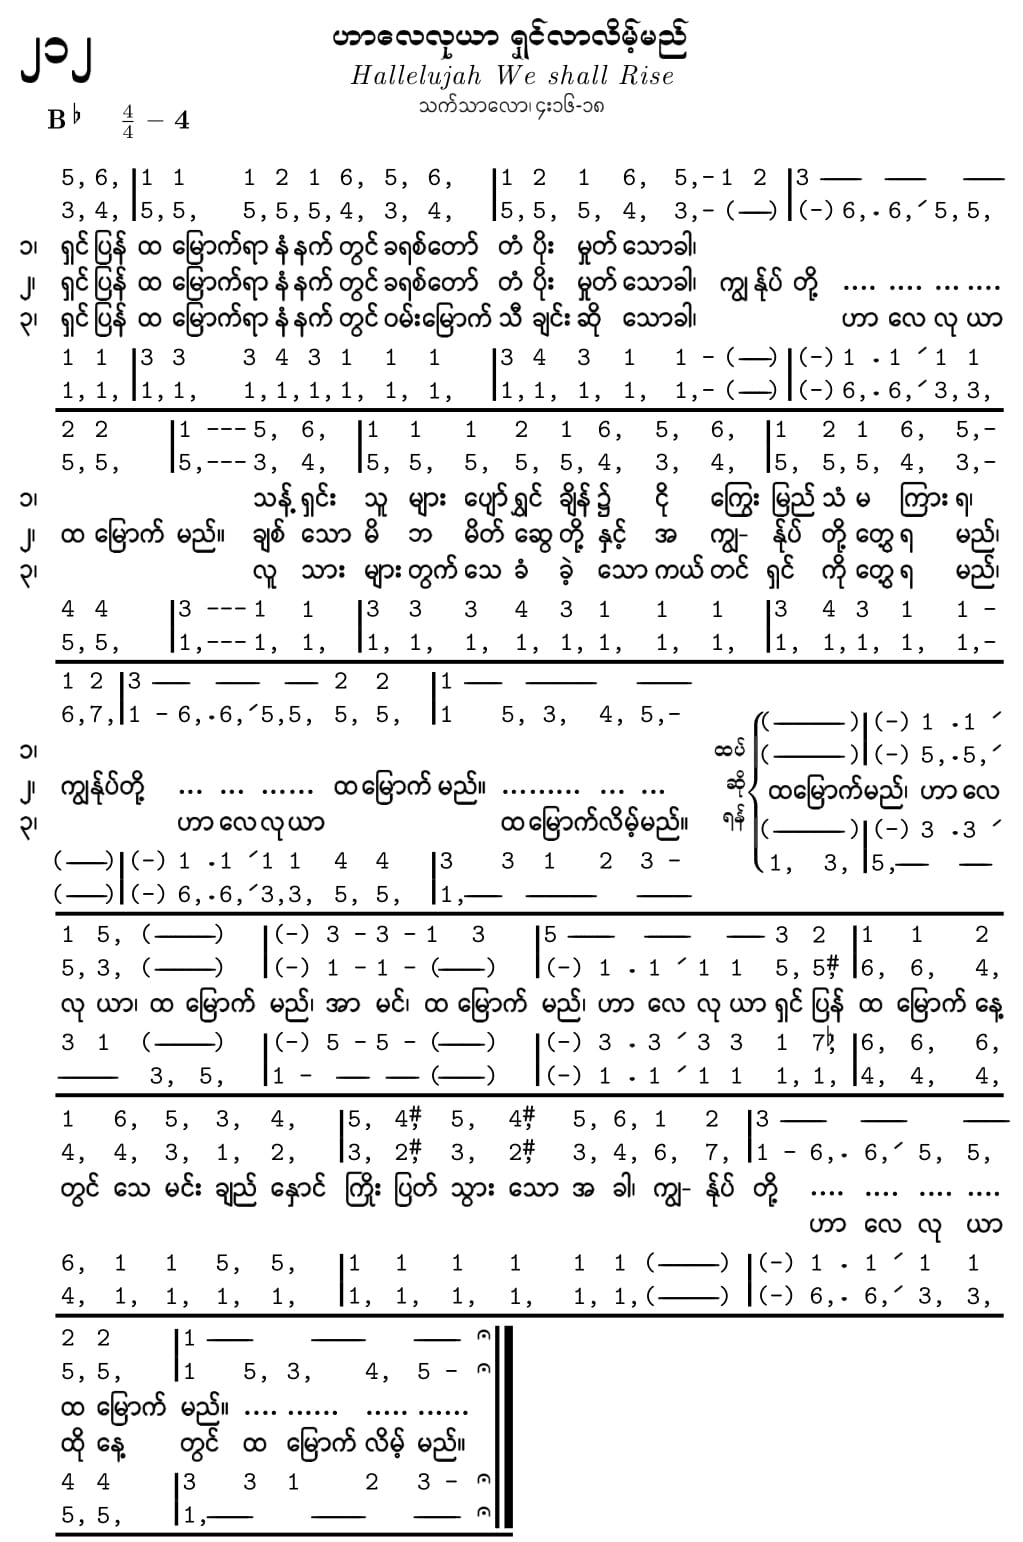 ၂၁၂
ဟာလေလုယာ ရှင်လာလိမ့်မည်
Hallelujah We shall Rise
သက်သာလော၊ ၄း၁၆-၁၈
B♭ 4/4 – 4
5, 6, | 1 1 1 2 1 6, 5, 6, | 1 2 1 6, 5,- 1 2 | 3 — — —
3, 4, | 5, 5, 5, 5, 5, 4, 3, 4, | 5, 5, 5, 4, 3,- (—) | (-) 6,. 6,′ 5, 5,
၁၊ ရှင် ပြန် ထ မြောက်ရာ နံနက် တွင် ခရစ်တော် တံ ပိုး မှုတ် သောခါ၊
၂၊ ရှင် ပြန် ထ မြောက်ရာ နံနက် တွင် ခရစ်တော် တံ ပိုး မှုတ် သောခါ၊ ကျွန်ုပ် တို့ .... .... ... ....
၃၊ ရှင် ပြန် ထ မြောက်ရာ နံနက် တွင် ဝမ်းမြောက် သီ ချင်း ဆို သောခါ၊ ဟာ လေ လု ယာ
1 1 | 3 3 3 4 3 1 1 1 | 3 4 3 1 1 - (—) | (-) 1 . 1 ′ 1 1
1, 1, | 1, 1, 1, 1, 1, 1, 1, 1, | 1, 1, 1, 1, 1,- (—) | (-) 6,. 6,′ 3, 3,
2 2 | 1 --- 5, 6, | 1 1 1 2 1 6, 5, 6, | 1 2 1 6, 5,-
5, 5, | 5,--- 3, 4, | 5, 5, 5, 5, 5, 4, 3, 4, | 5, 5, 5, 4, 3,-
၁၊ သန့် ရှင်း သူ များ ပျော်ရွှင် ချိန်၌ ငို ကြွေး မြည် သံ မ ကြား ရ၊
၂၊ ထ မြောက် မည်။ ချစ် သော မိ ဘ မိတ် ဆွေ တို့ နှင့် အ ကျွ- န်ုပ် တို့ တွေ့ ရ မည်၊
၃၊ လူ သား များ တွက် သေ ခံ ခဲ့ သော ကယ် တင် ရှင် ကို တွေ့ ရ မည်၊
4 4 | 3 --- 1 1 | 3 3 3 4 3 1 1 1 | 3 4 3 1 1 -
5, 5, | 1,--- 1, 1, | 1, 1, 1, 1, 1, 1, 1, 1, | 1, 1, 1, 1, 1,-
1 2 | 3 — — — 2 2 | 1 — — —
6, 7, | 1 - 6,. 6,′ 5, 5, 5, 5, | 1 5, 3, 4, 5,-
၁၊
၂၊ ကျွန်ုပ်တို့ ... ... ...... ထ မြောက် မည်။ ......... ... ...
၃၊ ဟာ လေ လု ယာ ထ မြောက်လိမ့်မည်။
(—) | (-) 1 . 1 ′ 1 1 4 4 | 3 3 1 2 3 -
(—) | (-) 6,. 6,′ 3, 3, 5, 5, | 1,— — —
ထပ် ဆို ရန်
(—) | (-) 1 . 1 ′
(—) | (-) 5,. 5,′
ထမြောက်မည်၊ ဟာ လေ
(—) | (-) 3 . 3 ′
1, 3, | 5,— —
1 5, (—) | (-) 3 - 3 - 1 3 | 5 — — — 3 2 | 1 1 2
5, 3, (—) | (-) 1 - 1 - (—) | (-) 1 . 1 ′ 1 1 5, 5,# | 6, 6, 4,
လု ယာ၊ ထ မြောက် မည်၊ အာ မင်၊ ထ မြောက် မည်၊ ဟာ လေ လု ယာ ရှင် ပြန် ထ မြောက် နေ့
3 1 (—) | (-) 5 - 5 - (—) | (-) 3 . 3 ′ 3 3 1 7,♭ | 6, 6, 6,
— 3, 5, | 1 - — — (—) | (-) 1 . 1 ′ 1 1 1, 1, | 4, 4, 4,
1 6, 5, 3, 4, | 5, 4,# 5, 4,# 5, 6, 1 2 | 3 — — —
4, 4, 3, 1, 2, | 3, 2,# 3, 2,# 3, 4, 6, 7, | 1 - 6,. 6,′ 5, 5,
တွင် သေ မင်း ချည် နှောင် ကြိုး ပြတ် သွား သော အ ခါ၊ ကျွ- န်ုပ် တို့ .... .... .... ....
ဟာ လေ လု ယာ
6, 1 1 5, 5, | 1 1 1 1 1 1 (—) | (-) 1 . 1 ′ 1 1
4, 1, 1, 1, 1, | 1, 1, 1, 1, 1, 1, (—) | (-) 6,. 6,′ 3, 3,
2 2 | 1 — — —
5, 5, | 1 5, 3, 4, 5 -
ထ မြောက် မည်။ .... ...... ..... ......
ထို နေ့ တွင် ထ မြောက် လိမ့် မည်။
4 4 | 3 3 1 2 3 -
5, 5, | 1,— — —